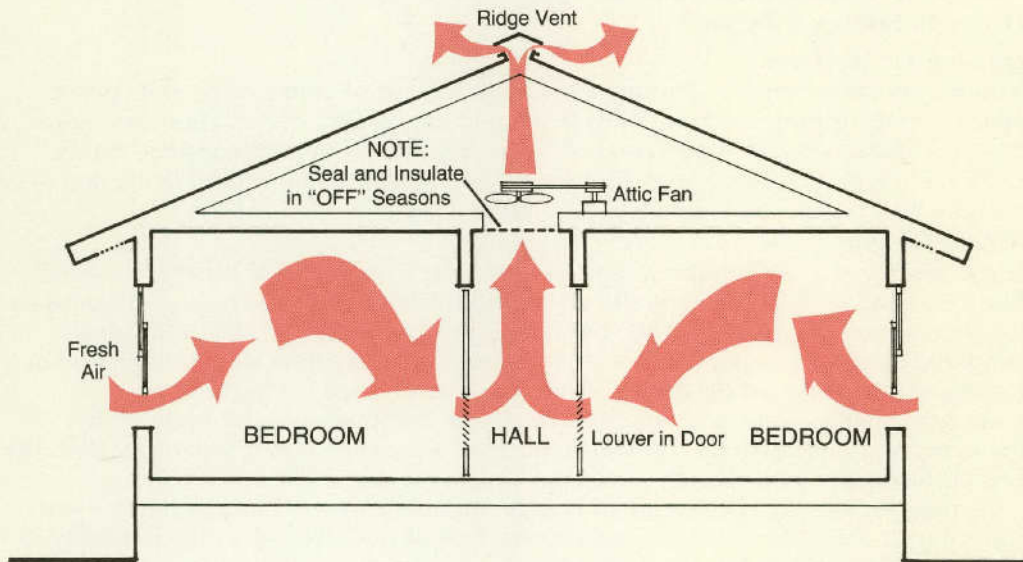 Ridge Vent
NOTE:
Seal and Insulate
in "OFF" Seasons
Attic Fan
Fresh
Air
BEDROOM
HALL
Louver in Door
BEDROOM